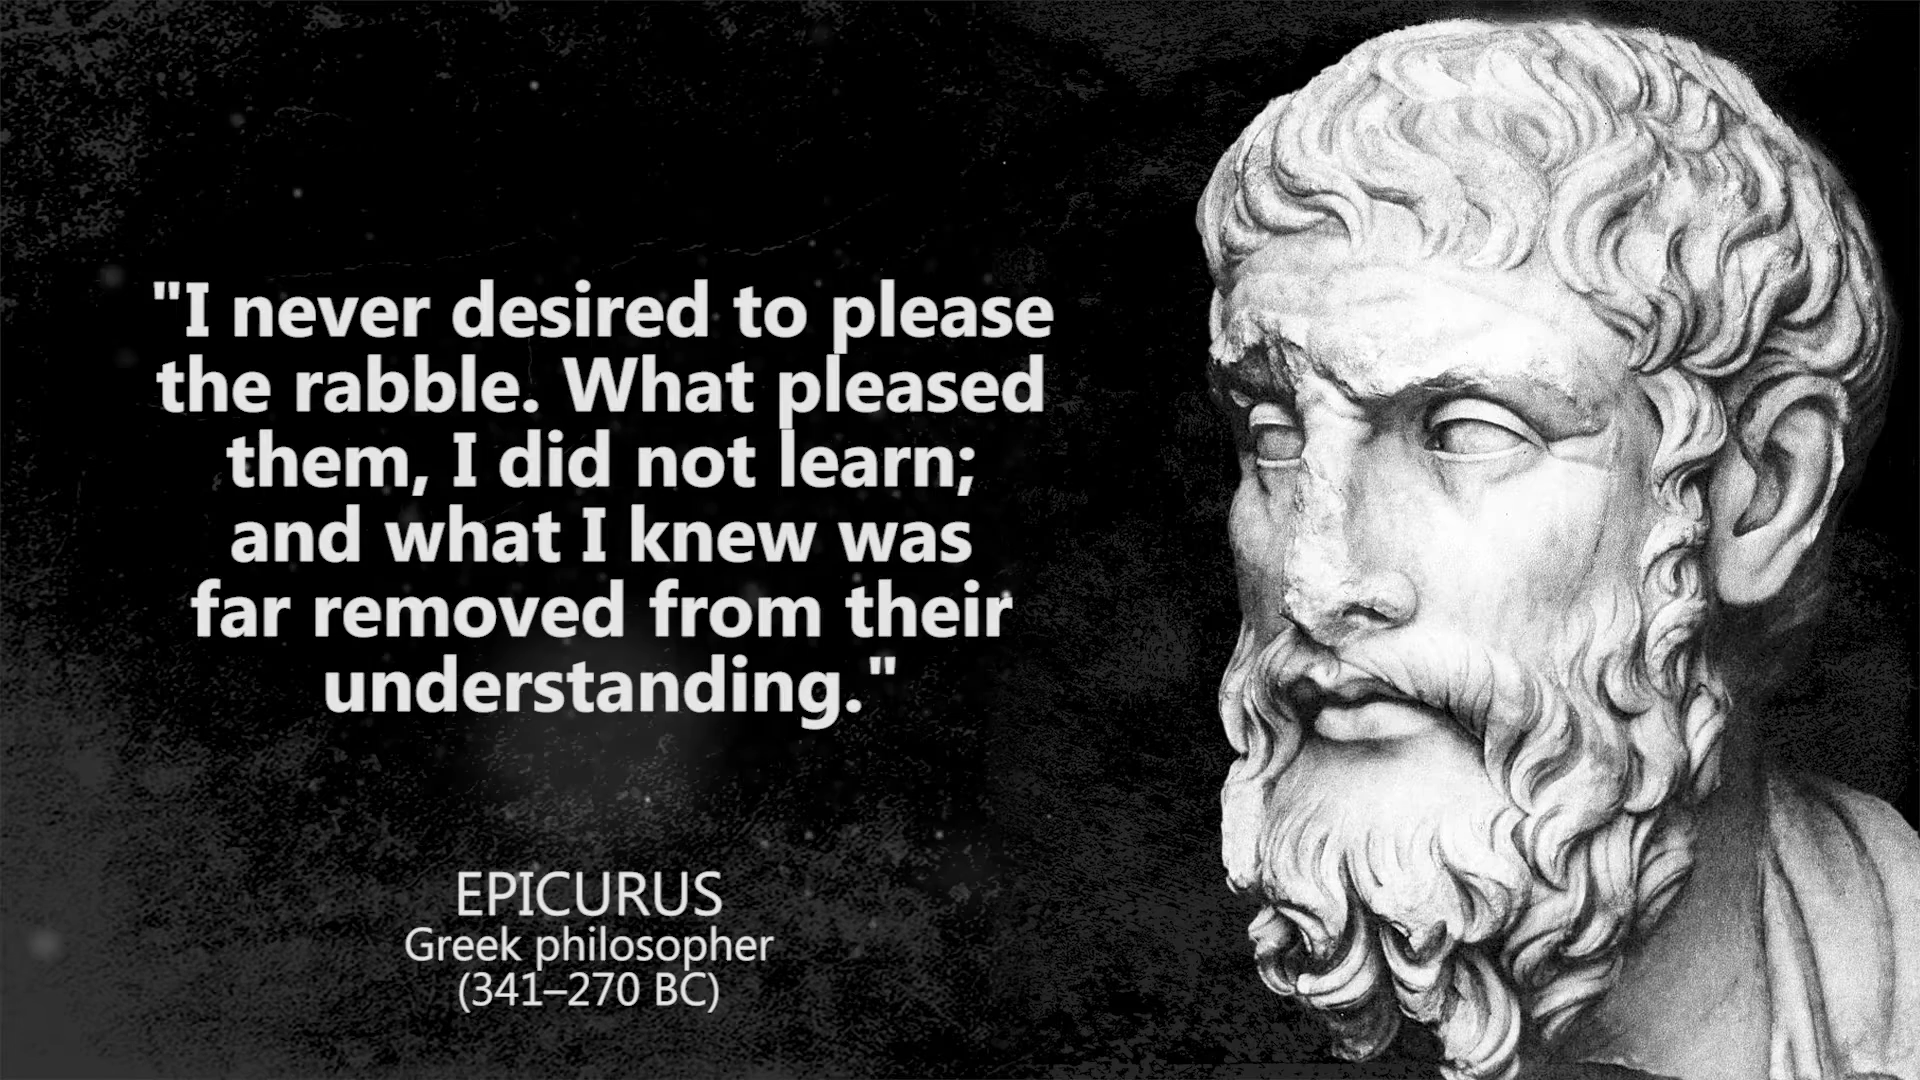 "I never desired to please
the rabble. What pleased
them, I did not learn;
and what I knew was
far removed from their
understanding."
EPICURUS
Greek philosopher
(341–270 BC)